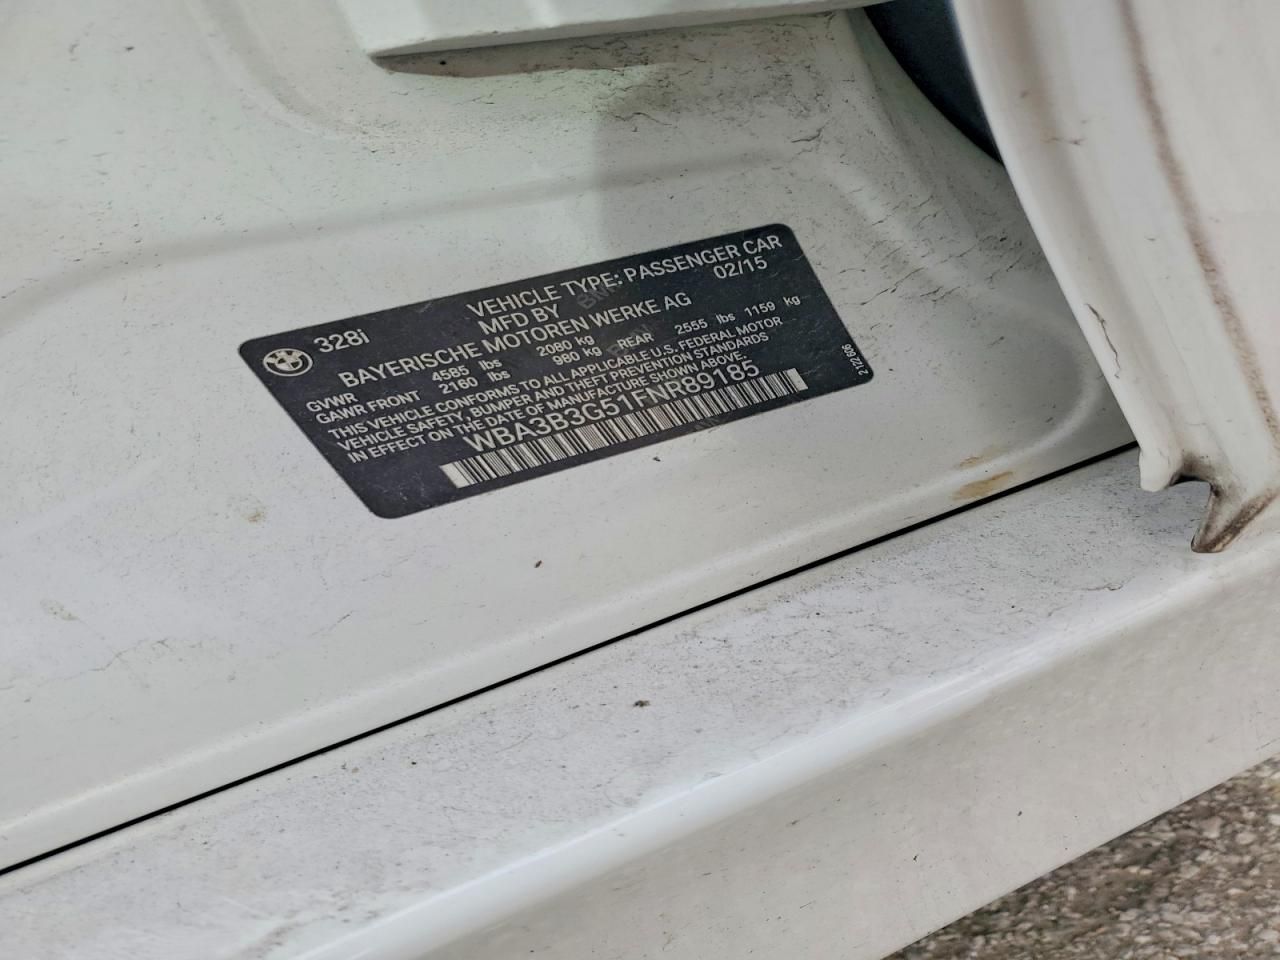 328i
VEHICLE TYPE: PASSENGER CAR
MFD BY 02/15
BAYERISCHE MOTOREN WERKE AG
GVWR 4585 lbs 2080 kg
GAWR FRONT 2160 lbs 980 kg REAR 2555 lbs 1159 kg
THIS VEHICLE CONFORMS TO ALL APPLICABLE U.S. FEDERAL MOTOR
VEHICLE SAFETY, BUMPER AND THEFT PREVENTION STANDARDS
IN EFFECT ON THE DATE OF MANUFACTURE SHOWN ABOVE.
WBA3B3G51FNR89185
2172 606